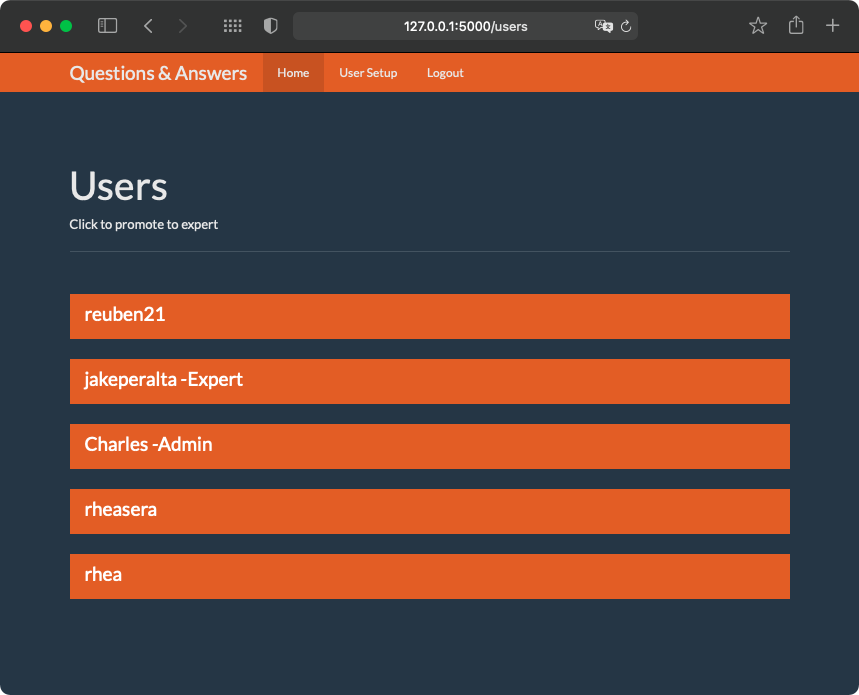 127.0.0.1:5000/users
Questions & Answers Home User Setup Logout
Users
Click to promote to expert
reuben21
jakeperalta -Expert
Charles -Admin
rheasera
rhea